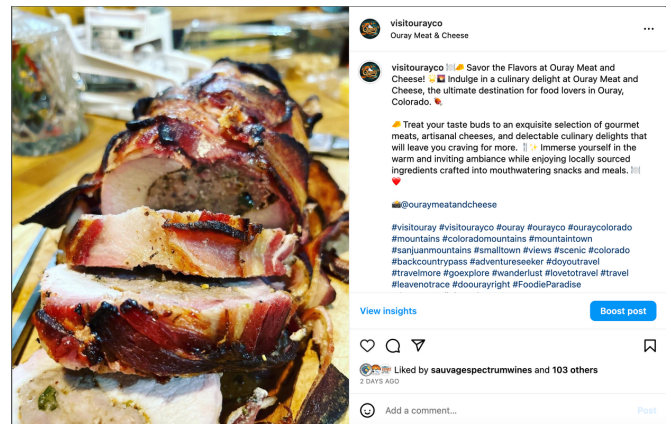 visitourayco
Ouray Meat & Cheese
visitourayco 🍽️🧀 Savor the Flavors at Ouray Meat and
Cheese! 🌟🌄 Indulge in a culinary delight at Ouray Meat and
Cheese, the ultimate destination for food lovers in Ouray,
Colorado. 🍖
🧀 Treat your taste buds to an exquisite selection of gourmet
meats, artisanal cheeses, and delectable culinary delights that
will leave you craving for more. 🍴✨ Immerse yourself in the
warm and inviting ambiance while enjoying locally sourced
ingredients crafted into mouthwatering snacks and meals. 🍽️
❤️
📸@ouraymeatandcheese
#visitouray #visitourayco #ouray #ourayco #ouraycolorado
#mountains #coloradomountains #mountaintown
#sanjuanmountains #smalltown #views #scenic #colorado
#backcountrypass #adventureseeker #doyoutravel
#travelmore #goexplore #wanderlust #lovetotravel #travel
#leavenotrace #doourayright #FoodieParadise
View insights
Boost post
Liked by sauvagespectrumwines and 103 others
2 DAYS AGO
Add a comment...
Post